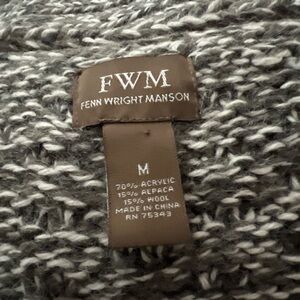 FWM
FENN WRIGHT MANSON
M
70% ACRYLIC
15% ALPACA
15% WOOL
MADE IN CHINA
RN 75343